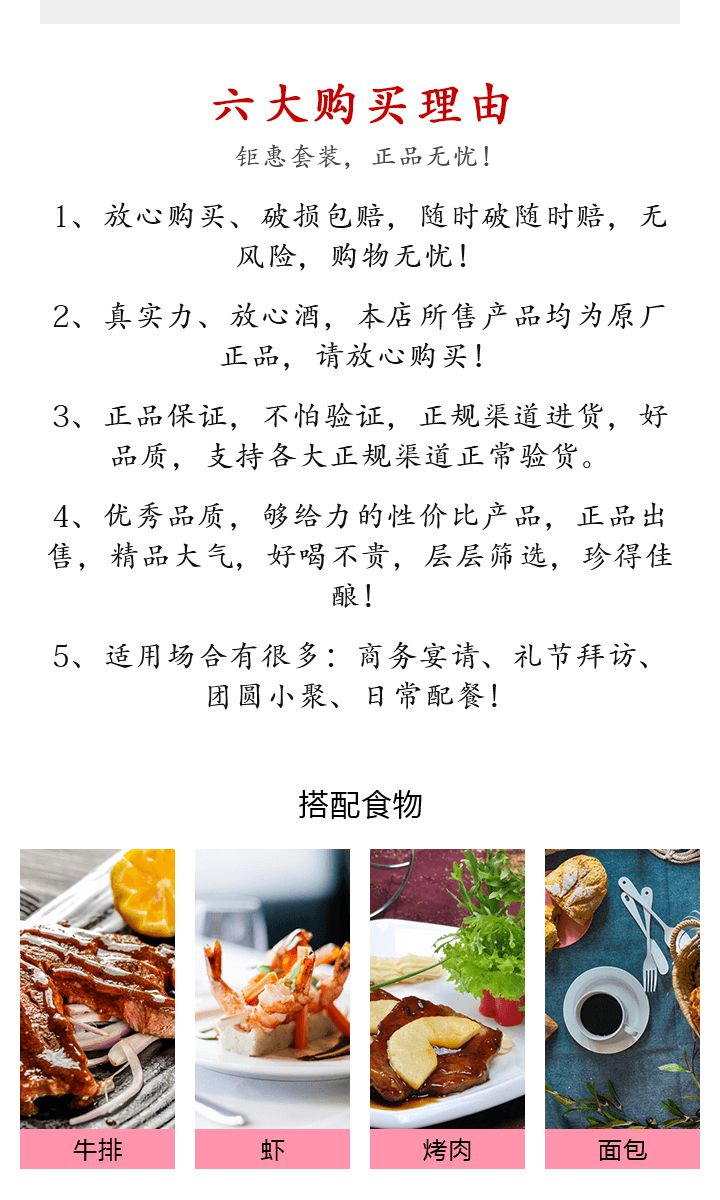 六大购买理由
钜惠套装，正品无忧！
1、放心购买、破损包赔，随时破随时赔，无
风险，购物无忧！
2、真实力、放心酒，本店所售产品均为原厂
正品，请放心购买！
3、正品保证，不怕验证，正规渠道进货，好
品质，支持各大正规渠道正常验货。
4、优秀品质，够给力的性价比产品，正品出
售，精品大气，好喝不贵，层层筛选，珍得佳
酿！
5、适用场合有很多：商务宴请、礼节拜访、
团圆小聚、日常配餐！
搭配食物
牛排
虾
烤肉
面包